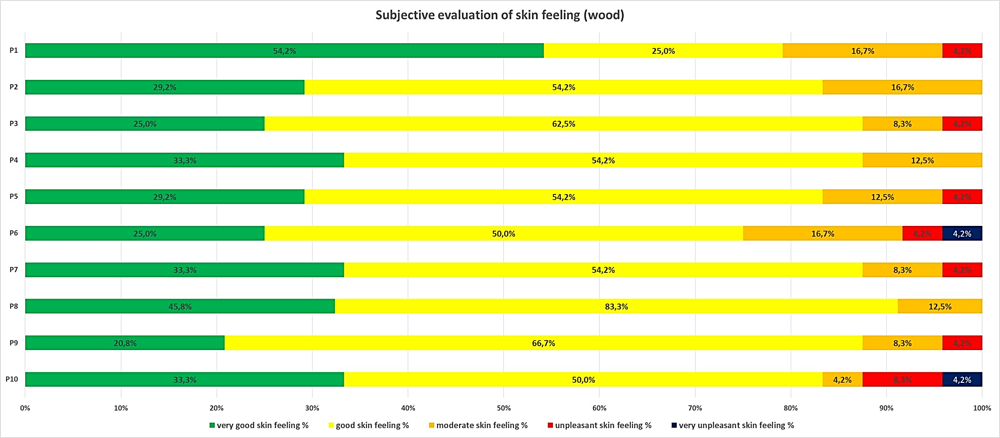 Subjective evaluation of skin feeling (wood)
P1 54,2% 25,0% 16,7% 4,2%
P2 29,2% 54,2% 16,7%
P3 25,0% 62,5% 8,3% 4,2%
P4 33,3% 54,2% 12,5%
P5 29,2% 54,2% 12,5% 4,2%
P6 25,0% 50,0% 16,7% 4,2% 4,2%
P7 33,3% 54,2% 8,3% 4,2%
P8 45,8% 83,3% 12,5%
P9 20,8% 66,7% 8,3% 4,2%
P10 33,3% 50,0% 4,2% 8,3% 4,2%
0% 10% 20% 30% 40% 50% 60% 70% 80% 90% 100%
very good skin feeling % good skin feeling % moderate skin feeling % unpleasant skin feeling % very unpleasant skin feeling %